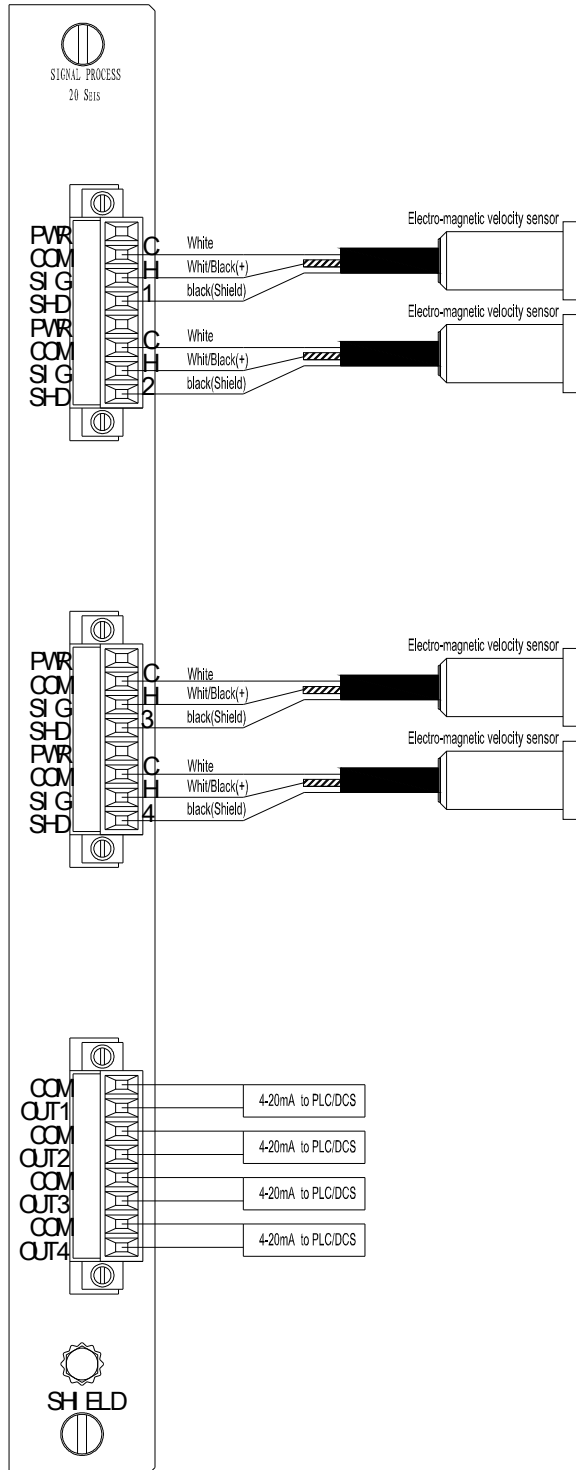 SIGNAL PROCESS
20 SEIS
Electro-magnetic velocity sensor
PWR
COM C White
SIG H Whit/Black(+)
SHD 1 black(Shield)
Electro-magnetic velocity sensor
PWR
COM C White
SIG H Whit/Black(+)
SHD 2 black(Shield)
Electro-magnetic velocity sensor
PWR
COM C White
SIG H Whit/Black(+)
SHD 3 black(Shield)
Electro-magnetic velocity sensor
PWR
COM C White
SIG H Whit/Black(+)
SHD 4 black(Shield)
COM
OUT1 4-20mA to PLC/DCS
COM
OUT2 4-20mA to PLC/DCS
COM
OUT3 4-20mA to PLC/DCS
COM
OUT4 4-20mA to PLC/DCS
SHIELD